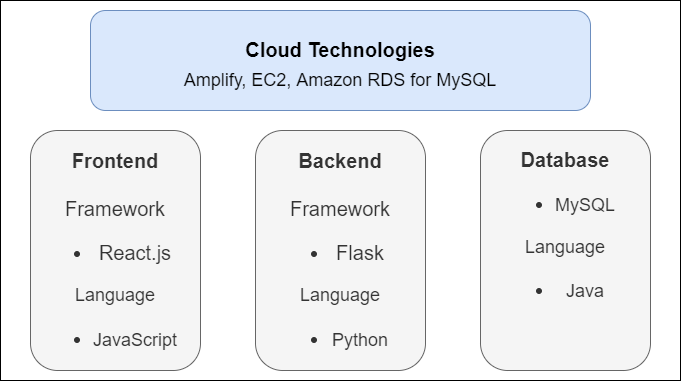 Cloud Technologies
Amplify, EC2, Amazon RDS for MySQL
Frontend
Framework
• React.js
Language
• JavaScript
Backend
Framework
• Flask
Language
• Python
Database
• MySQL
Language
• Java